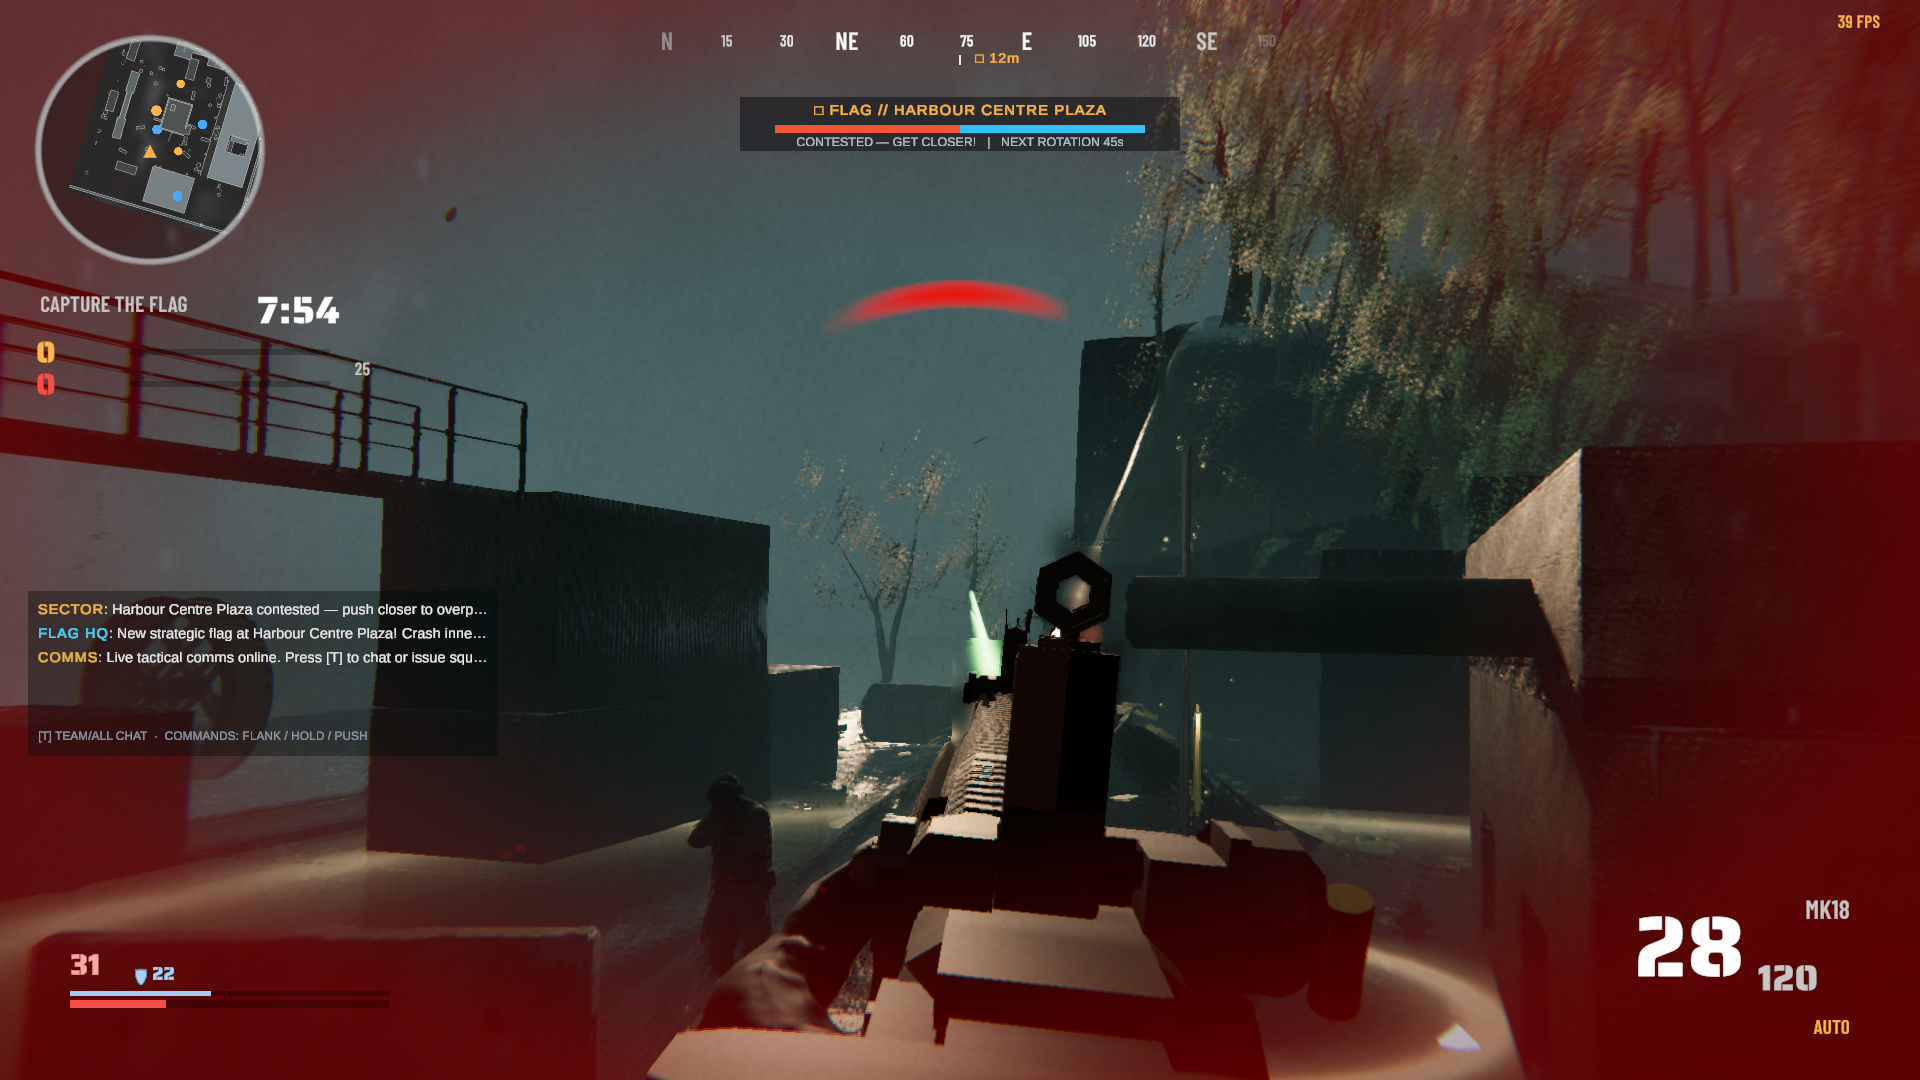 39 FPS
N 15 30 NE 60 75 E 105 120 SE 150
12m
FLAG // HARBOUR CENTRE PLAZA
CONTESTED — GET CLOSER! | NEXT ROTATION 45s
CAPTURE THE FLAG 7:54
0
25
0
SECTOR: Harbour Centre Plaza contested — push closer to overp...
FLAG HQ: New strategic flag at Harbour Centre Plaza! Crash inne...
COMMS: Live tactical comms online. Press [T] to chat or issue squ...
[T] TEAM/ALL CHAT · COMMANDS: FLANK / HOLD / PUSH
31 22
MK18
28 120
AUTO